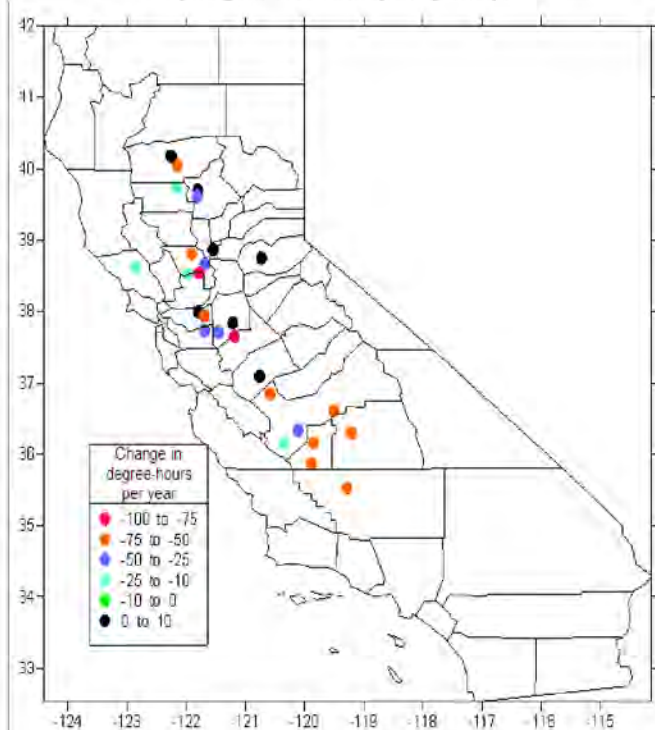 42
41
40
39
38
37
36
35
34
33
Change in
degree-hours
per year
-100 to -75
-75 to -50
-50 to -25
-25 to -10
-10 to 0
0 to 10
-124 -123 -122 -121 -120 -119 -118 -117 -116 -115